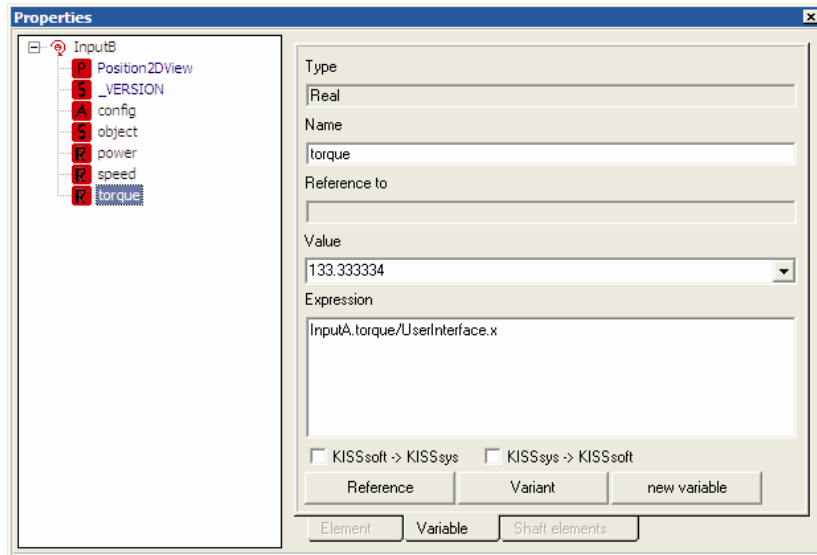 Properties
InputB
P Position2DView
S _VERSION
A config
S object
R power
R speed
R torque
Type
Real
Name
torque
Reference to
Value
133.333334
Expression
InputA.torque/UserInterface.x
KISSsoft -> KISSsys KISSsys -> KISSsoft
Reference Variant new variable
Element Variable Shaft elements